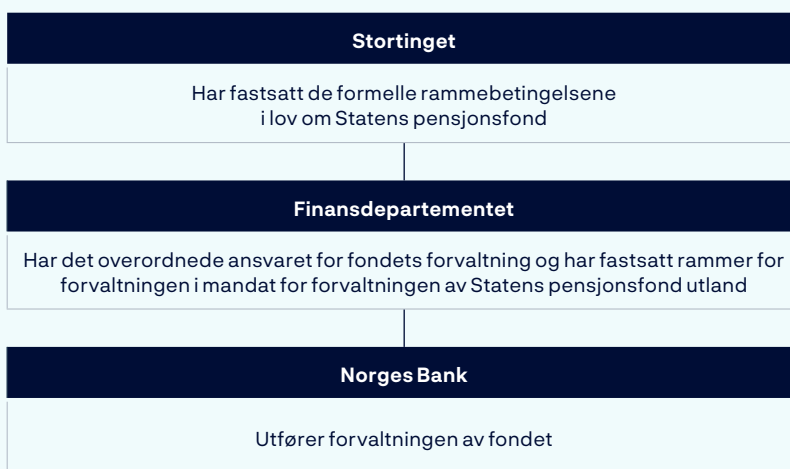 Stortinget
Har fastsatt de formelle rammebetingelsene
i lov om Statens pensjonsfond
Finansdepartementet
Har det overordnede ansvaret for fondets forvaltning og har fastsatt rammer for
forvaltningen i mandat for forvaltningen av Statens pensjonsfond utland
Norges Bank
Utfører forvaltningen av fondet